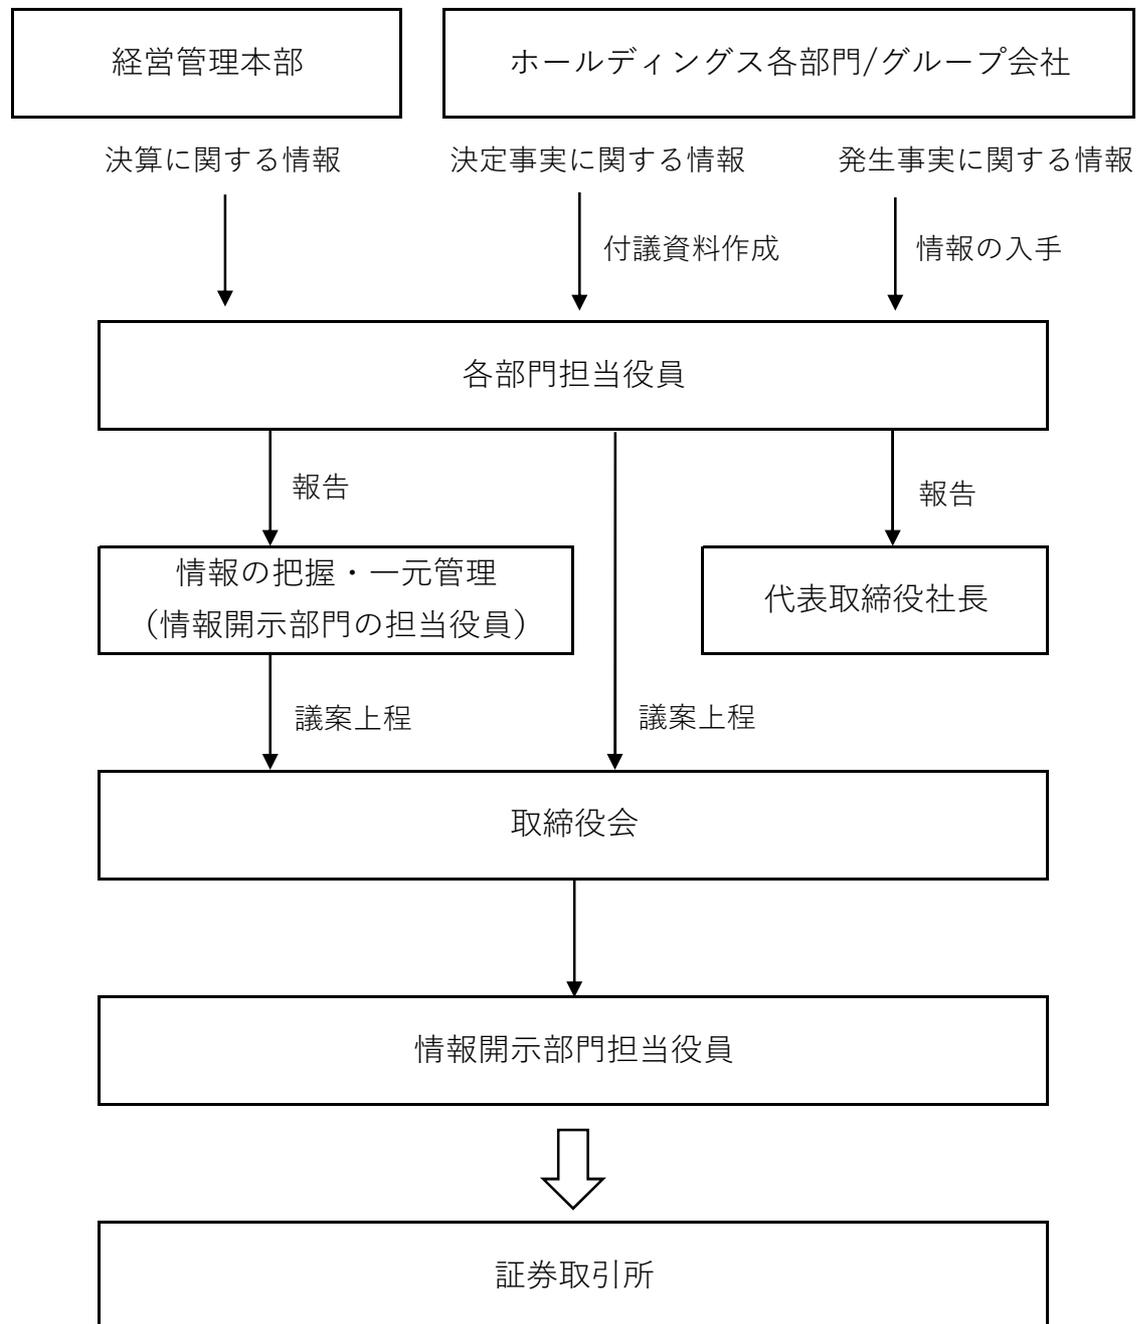 経営管理本部
ホールディングス各部門/グループ会社
決算に関する情報
決定事実に関する情報
発生事実に関する情報
付議資料作成
情報の入手
各部門担当役員
報告
報告
情報の把握・一元管理
（情報開示部門の担当役員）
代表取締役社長
議案上程
議案上程
取締役会
情報開示部門担当役員
証券取引所